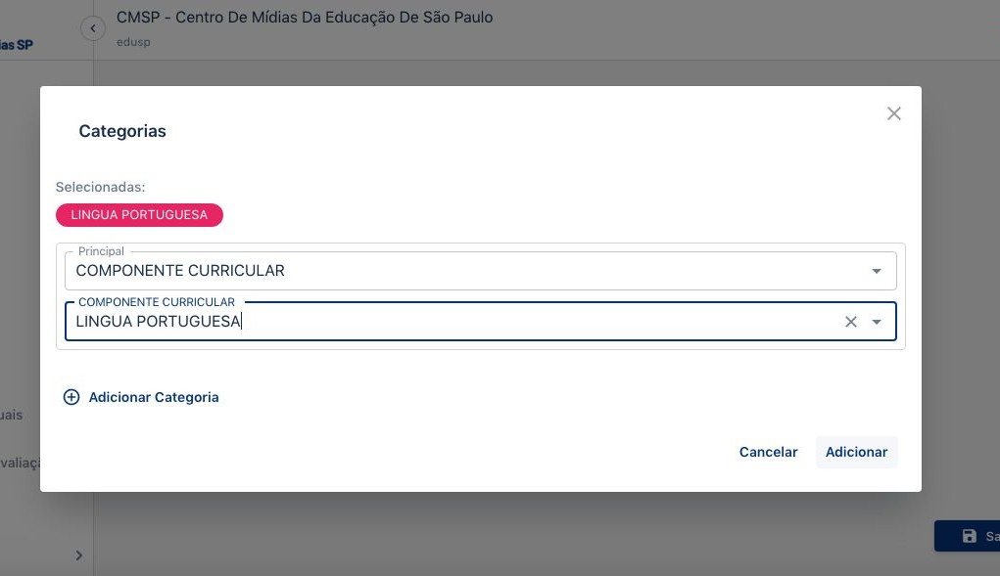 CMSP - Centro De Mídias Da Educação De São Paulo
edusp
ias SP
Categorias
Selecionadas:
LINGUA PORTUGUESA
Principal
COMPONENTE CURRICULAR
COMPONENTE CURRICULAR
LINGUA PORTUGUESA
Adicionar Categoria
uais
Cancelar
Adicionar
valiaçã
Sa